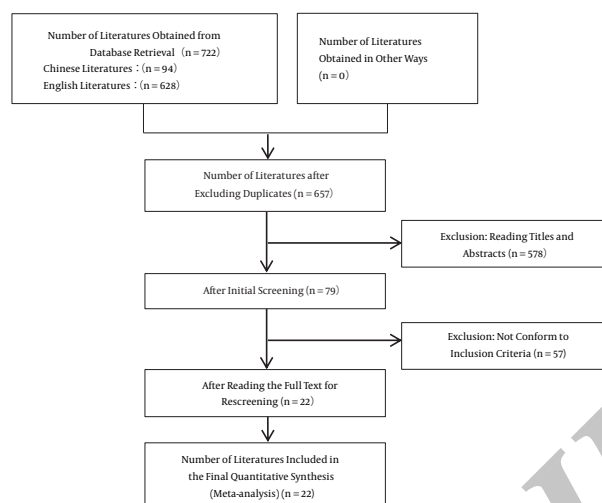 Number of Literatures Obtained from
Database Retrieval (n = 722)
Chinese Literatures : (n = 94)
English Literatures : (n = 628)
Number of Literatures
Obtained in Other Ways
(n = 0)
Number of Literatures after
Excluding Duplicates (n = 657)
Exclusion: Reading Titles and
Abstracts (n = 578)
After Initial Screening (n = 79)
Exclusion: Not Conform to
Inclusion Criteria (n = 57)
After Reading the Full Text for
Rescreening (n = 22)
Number of Literatures Included in
the Final Quantitative Synthesis
(Meta-analysis) (n = 22)